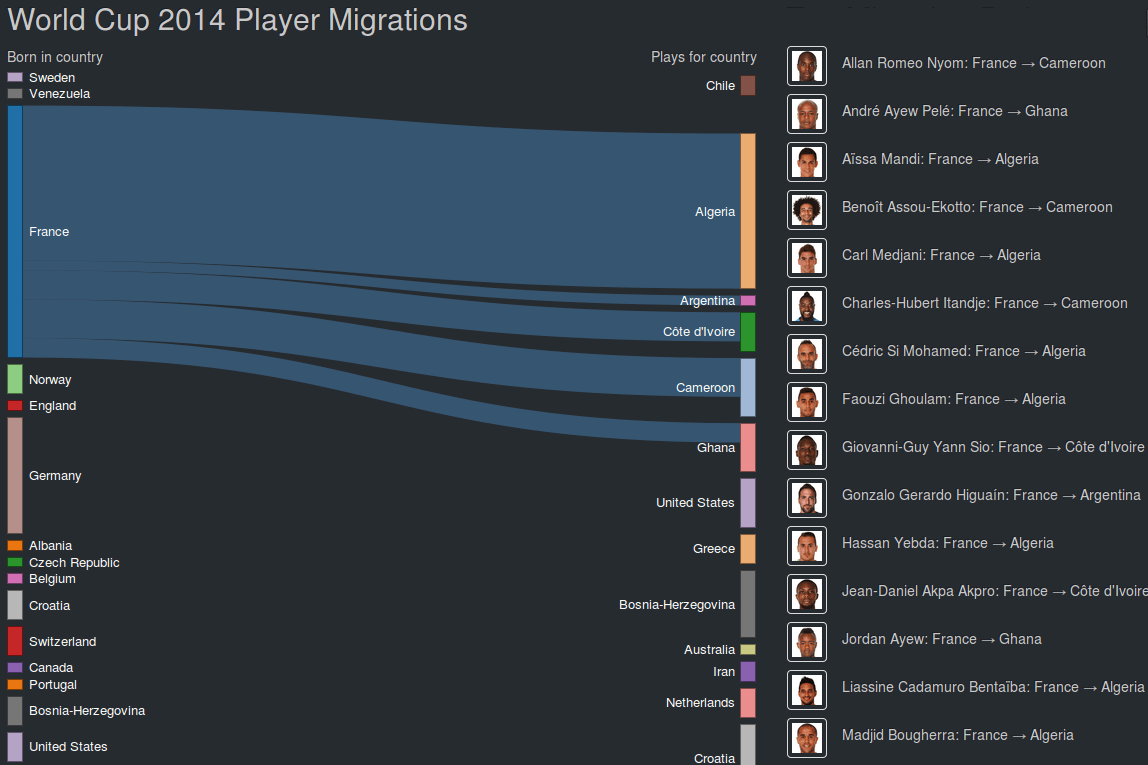 World Cup 2014 Player Migrations
Born in country
Plays for country
Sweden
Venezuela
France
Norway
England
Germany
Albania
Czech Republic
Belgium
Croatia
Switzerland
Canada
Portugal
Bosnia-Herzegovina
United States
Chile
Algeria
Argentina
Côte d'Ivoire
Cameroon
Ghana
United States
Greece
Bosnia-Herzegovina
Australia
Iran
Netherlands
Croatia
Allan Romeo Nyom: France → Cameroon
André Ayew Pelé: France → Ghana
Aïssa Mandi: France → Algeria
Benoît Assou-Ekotto: France → Cameroon
Carl Medjani: France → Algeria
Charles-Hubert Itandje: France → Cameroon
Cédric Si Mohamed: France → Algeria
Faouzi Ghoulam: France → Algeria
Giovanni-Guy Yann Sio: France → Côte d'Ivoire
Gonzalo Gerardo Higuaín: France → Argentina
Hassan Yebda: France → Algeria
Jean-Daniel Akpa Akpro: France → Côte d'Ivoire
Jordan Ayew: France → Ghana
Liassine Cadamuro Bentaïba: France → Algeria
Madjid Bougherra: France → Algeria